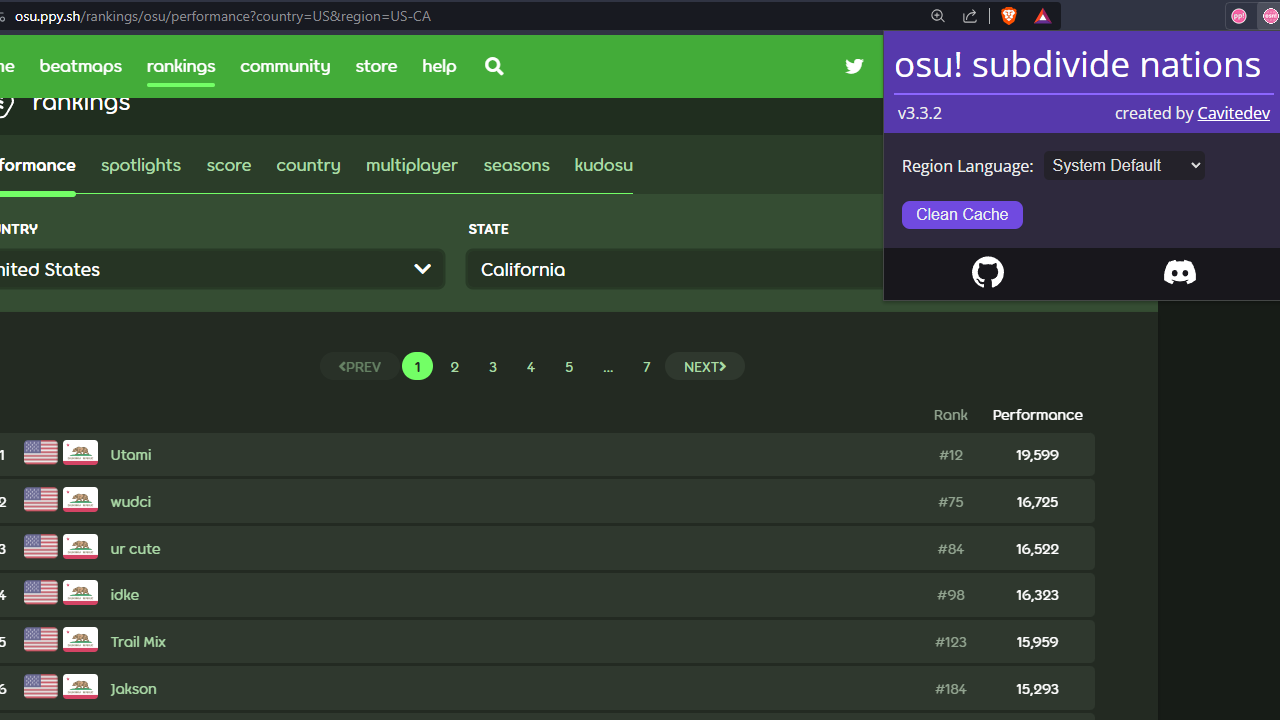 osu.ppy.sh/rankings/osu/performance?country=US&region=US-CA
me beatmaps rankings community store help
rankings
formance spotlights score country multiplayer seasons kudosu
UNTRY STATE
nited States California
PREV 1 2 3 4 5 ... 7 NEXT
Rank Performance
1 Utami #12 19,599
2 wudci #75 16,725
3 ur cute #84 16,522
4 idke #98 16,323
5 Trail Mix #123 15,959
6 Jakson #184 15,293
osu! subdivide nations
v3.3.2 created by Cavitedev
Region Language: System Default
Clean Cache